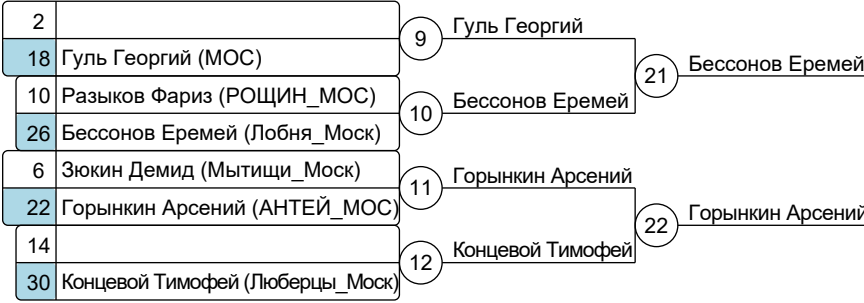 2
18 Гуль Георгий (МОС)
10 Разыков Фариз (РОЩИН_МОС)
26 Бессонов Еремей (Лобня_Моск)
6 Зюкин Демид (Мытищи_Моск)
22 Горынкин Арсений (АНТЕЙ_МОС)
14
30 Концевой Тимофей (Люберцы_Моск)
9 Гуль Георгий
10 Бессонов Еремей
11 Горынкин Арсений
12 Концевой Тимофей
21 Бессонов Еремей
22 Горынкин Арсений